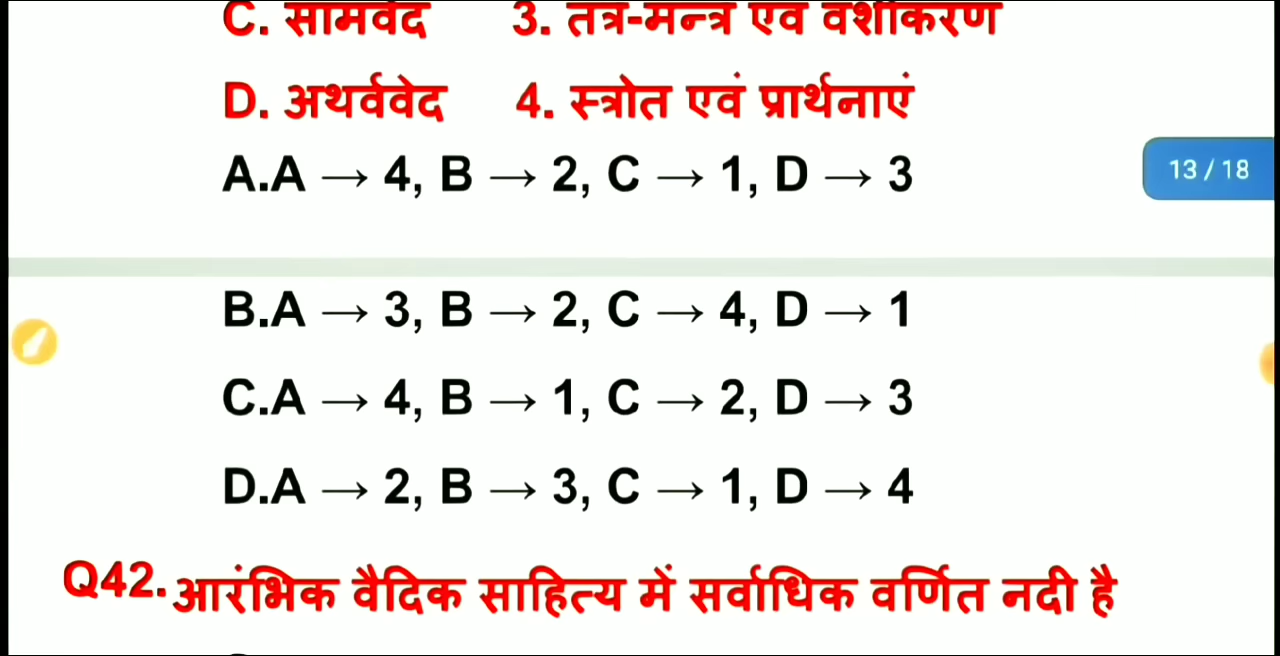 C. सामवेद 3. तंत्र-मन्त्र एवं वशीकरण
D. अथर्ववेद 4. स्त्रोत एवं प्रार्थनाएं
A.A → 4, B → 2, C → 1, D → 3
13 / 18
B.A → 3, B → 2, C → 4, D → 1
C.A → 4, B → 1, C → 2, D → 3
D.A → 2, B → 3, C → 1, D → 4
Q42. आरंभिक वैदिक साहित्य में सर्वाधिक वर्णित नदी है